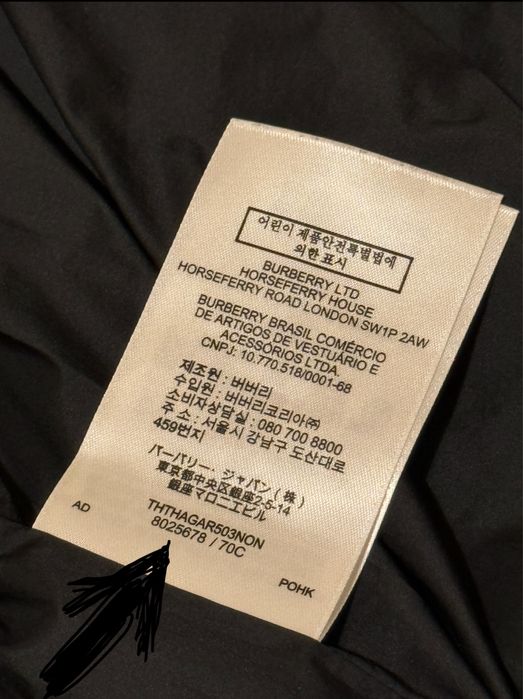 어린이 제품안전특별법에
의한 표시
BURBERRY LTD
HORSEFERRY HOUSE
HORSEFERRY ROAD LONDON SW1P 2AW
BURBERRY BRASIL COMÉRCIO
DE ARTIGOS DE VESTUÁRIO E
ACESSÓRIOS LTDA.
CNPJ: 10.770.518/0001-68
제조원 : 버버리
수입원 : 버버리코리아㈜
소비자상담실 : 080 700 8800
주 소 : 서울시 강남구 도산대로
459번지
バーバリー・ジャパン(株)
東京都中央区銀座2-5-14
銀座マロニエビル
THTHAGAR503NON
8025678 / 70C
AD
POHK